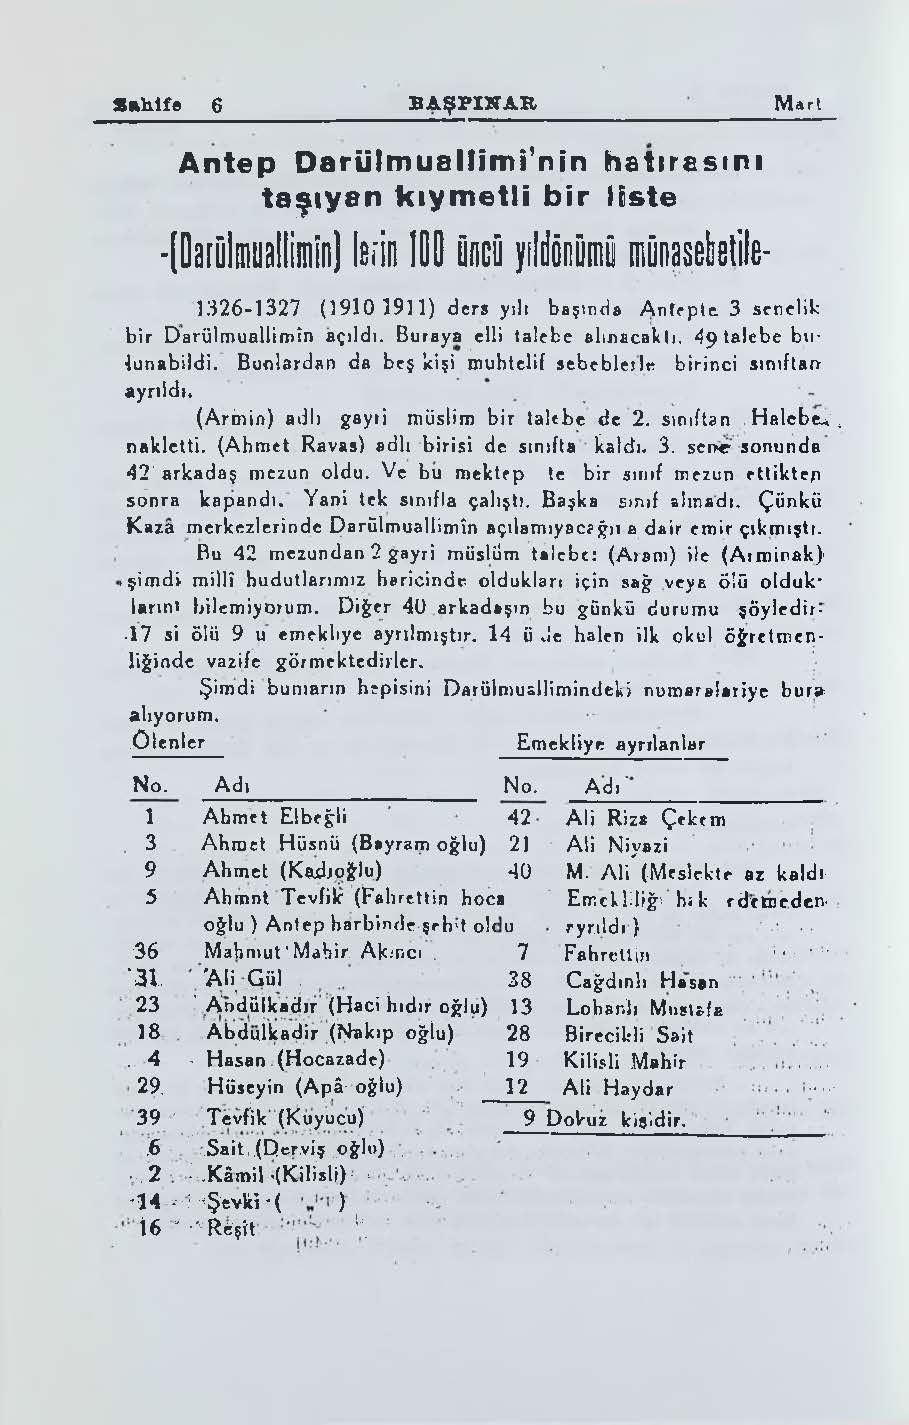 Sahife 6 BAŞPINAR Mart
Antep Darülmuallimi'nin hatırasını
taşıyan kıymetli bir liste
-(Darülmuallimin) lerin 100 üncü yıldönümü münasebetile-
1326-1327 (1910 1911) ders yılı başında Antepte 3 senelik
bir Darülmuallimin açıldı. Buraya elli talebe alınacaktı. 49 talebe bu-
lunabildi. Bunlardan da beş kişi muhtelif sebeblerle birinci sınıftan
ayrıldı.
(Armin) adlı gayri müslim bir talebe de 2. sınıftan Halebe
nakletti. (Ahmet Ravas) adlı birisi de sınıfta kaldı. 3. sene sonunda
42 arkadaş mezun oldu. Ve bu mektep te bir sınıf mezun ettikten
sonra kapandı. Yani tek sınıfla çalıştı. Başka sınıf almadı. Çünkü
Kazâ merkezlerinde Darülmuallimîn açılamıyacağına dair emir çıkmıştı.
Bu 42 mezundan 2 gayri müslüm talebe: (Aram) ile (Arminak)
şimdi millî hudutlarımız haricinde oldukları için sağ veya ölü olduk-
larını bilemiyorum. Diğer 40 arkadaşın bu günkü durumu şöyledir:
17 si ölü 9 u emekliye ayrılmıştır. 14 ü de halen ilk okul öğretmen-
liğinde vazife görmektedirler.
Şimdi bunların hepisini Darülmuallimindeki numaralariye bura
alıyorum.
Ölenler Emekliye ayrılanlar
No. Adı No. Adı
1 Ahmet Elbeğli 42 Ali Riza Çekem
3 Ahmet Hüsnü (Bayram oğlu) 21 Ali Niyazi
9 Ahmet (Kadıoğlu) 40 M. Ali (Meslekte az kaldı
5 Ahmnt Tevfik (Fahrettin hoca Emekliliği hak edemeden
oğlu ) Antep harbinde şehit oldu ayrıldı)
36 Mahmut Mahir Akıncı 7 Fahrettin
31 Ali Gül 38 Cağdınlı Hasan
23 Abdülkadir (Haci hıdır oğlu) 13 Lohanlı Mustafa
18 Abdülkadir (Nakıp oğlu) 28 Birecikli Sait
4 Hasan (Hocazade) 19 Kilisli Mahir
29 Hüseyin (Apâ oğlu) 12 Ali Haydar
39 Tevfik (Kuyucu) 9 Dokuz kişidir.
6 Sait (Derviş oğlu)
2 Kâmil (Kilisli)
14 Şevki ( „ )
16 Reşit